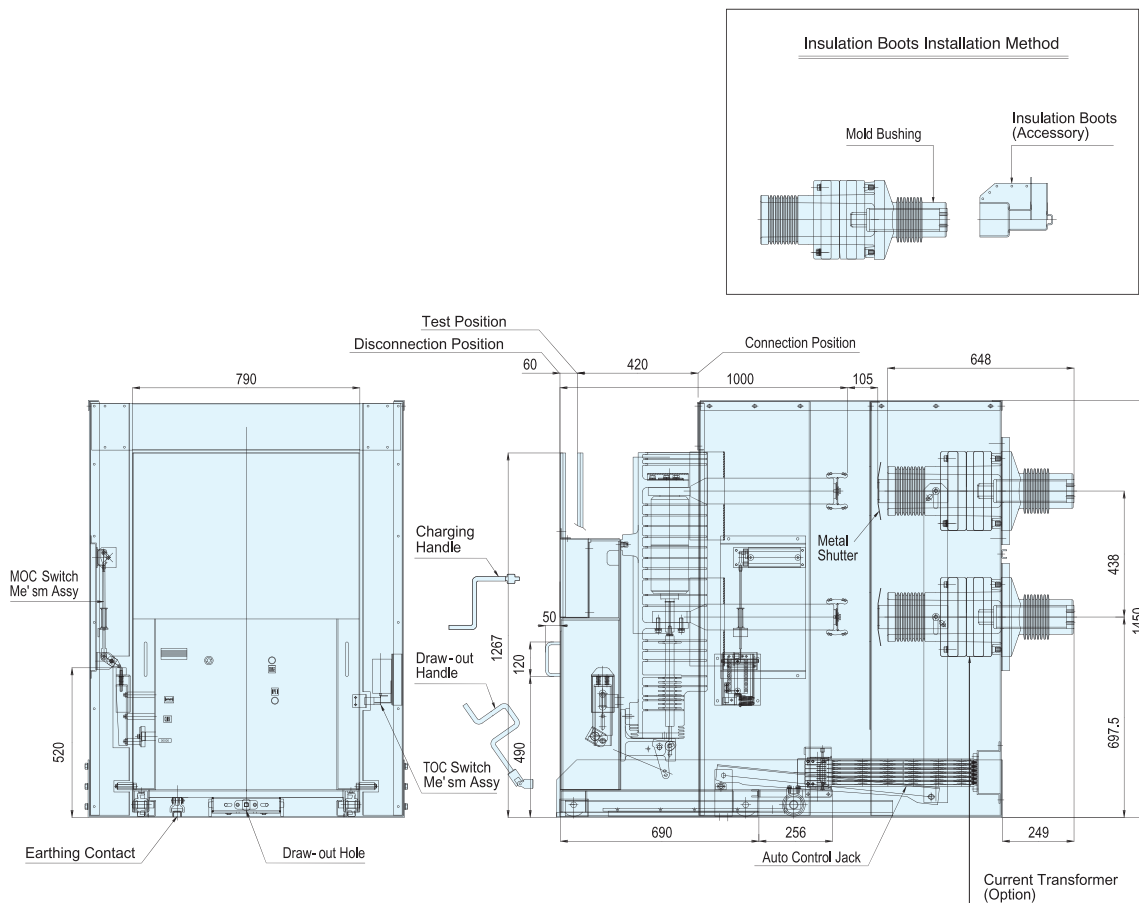 Insulation Boots Installation Method
Insulation Boots
(Accessory)
Mold Bushing
Test Position
Disconnection Position
Connection Position
648
60
420
1000
105
790
Charging
Handle
Metal
Shutter
MOC Switch
Me'sm Assy
438
50
1267
120
1450
Draw-out
Handle
490
520
697.5
TOC Switch
Me'sm Assy
690
256
249
Earthing Contact
Draw-out Hole
Auto Control Jack
Current Transformer
(Option)